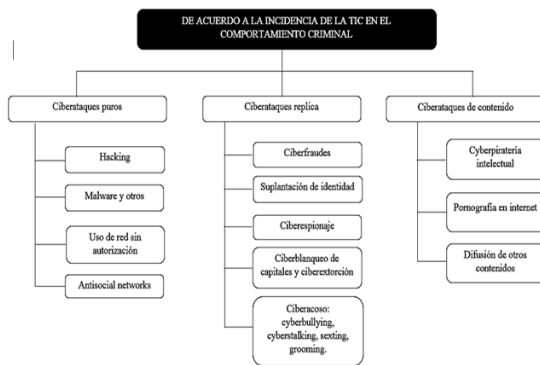 DE ACUERDO A LA INCIDENCIA DE LA TIC EN EL
COMPORTAMIENTO CRIMINAL
Ciberataques puros
Hacking
Malware y otros
Uso de red sin
autorización
Antisocial networks
Ciberataques replica
Ciberfraudes
Suplantación de identidad
Ciberespionaje
Ciberblanqueo de
capitales y ciberextorción
Ciberacoso:
cyberbullying,
cyberstalking, sexting,
grooming.
Ciberataques de contenido
Cyberpiratería
intelectual
Pornografía en internet
Difusión de otros
contenidos